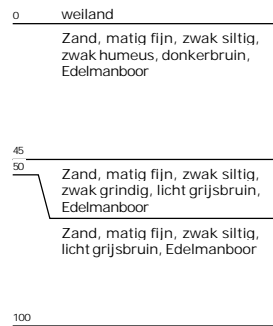 0 weiland
Zand, matig fijn, zwak siltig,
zwak humeus, donkerbruin,
Edelmanboor
45
50
Zand, matig fijn, zwak siltig,
zwak grindig, licht grijsbruin,
Edelmanboor
Zand, matig fijn, zwak siltig,
licht grijsbruin, Edelmanboor
100